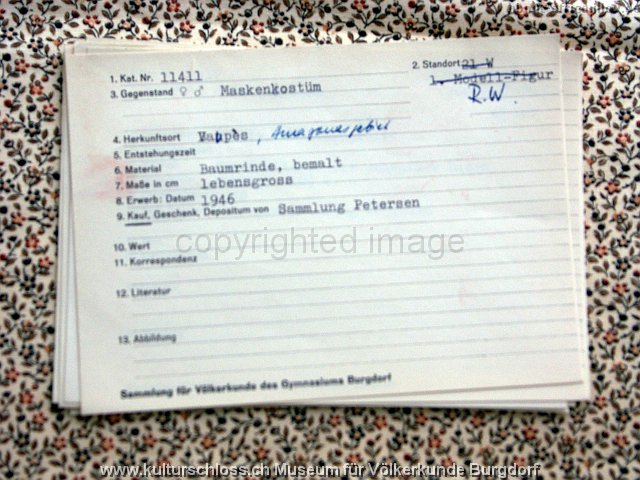 1. Kat. Nr. 11411
2. Standort 21 W
1. Modell-Figur
R.W.
3. Gegenstand ♀ ♂ Maskenkostüm
4. Herkunftsort Vaupès, Amazonasgebiet
5. Entstehungszeit
6. Material Baumrinde, bemalt
7. Maße in cm lebensgross
8. Erwerb: Datum 1946
9. Kauf, Geschenk, Depositum von Sammlung Petersen
10. Wert
copyrighted image
11. Korrespondenz
12. Literatur
13. Abbildung
Sammlung für Völkerkunde des Gymnasiums Burgdorf
www.kulturschloss.ch Museum für Völkerkunde Burgdorf